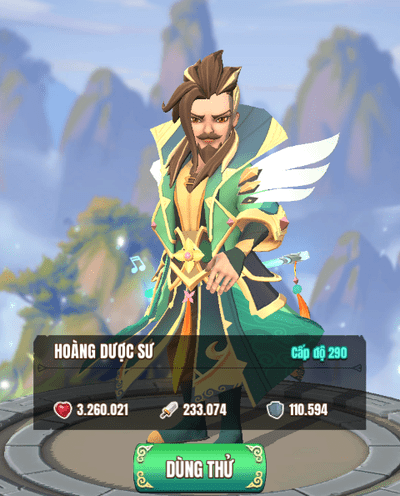 HOÀNG DƯỢC SƯ
Cấp độ 290
3.260.021
233.074
110.594
DÙNG THỬ